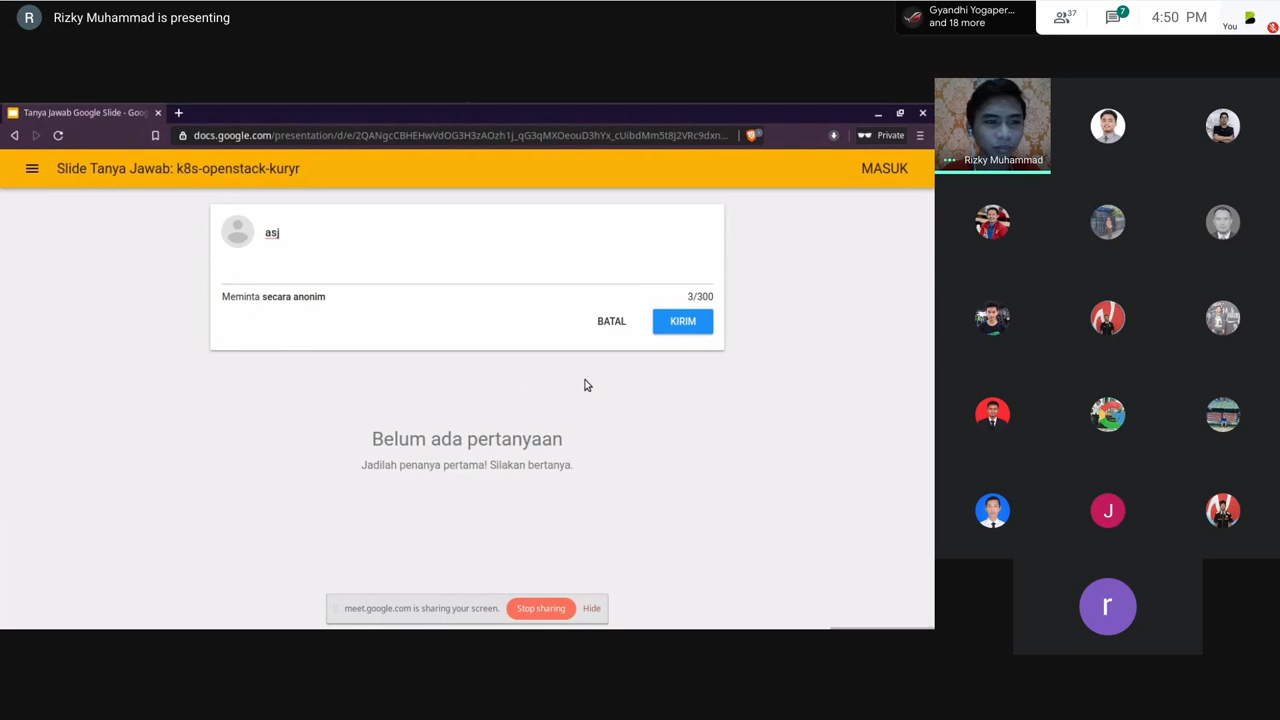 R Rizky Muhammad is presenting
Gyandhi Yogaper...
and 18 more
37
7
4:50 PM
You
Tanya Jawab Google Slide - Goog
docs.google.com/presentation/d/e/2QANgcCBHEHwVdOG3H3zAOzh1j_qG3qMXOeouD3hYx_cUibdMm5t8J2VRc9dxn...
Private
Slide Tanya Jawab: k8s-openstack-kuryr
MASUK
asj
Meminta secara anonim
3/300
BATAL
KIRIM
Belum ada pertanyaan
Jadilah penanya pertama! Silakan bertanya.
meet.google.com is sharing your screen.
Stop sharing
Hide
Rizky Muhammad
J
r